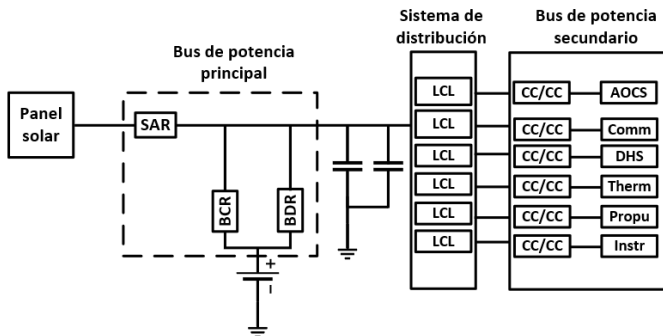 Sistema de
distribución
Bus de potencia
secundario
Bus de potencia
principal
Panel
solar
SAR
BCR
BDR
+
LCL
CC/CC
AOCS
LCL
CC/CC
Comm
LCL
CC/CC
DHS
LCL
CC/CC
Therm
LCL
CC/CC
Propu
LCL
CC/CC
Instr